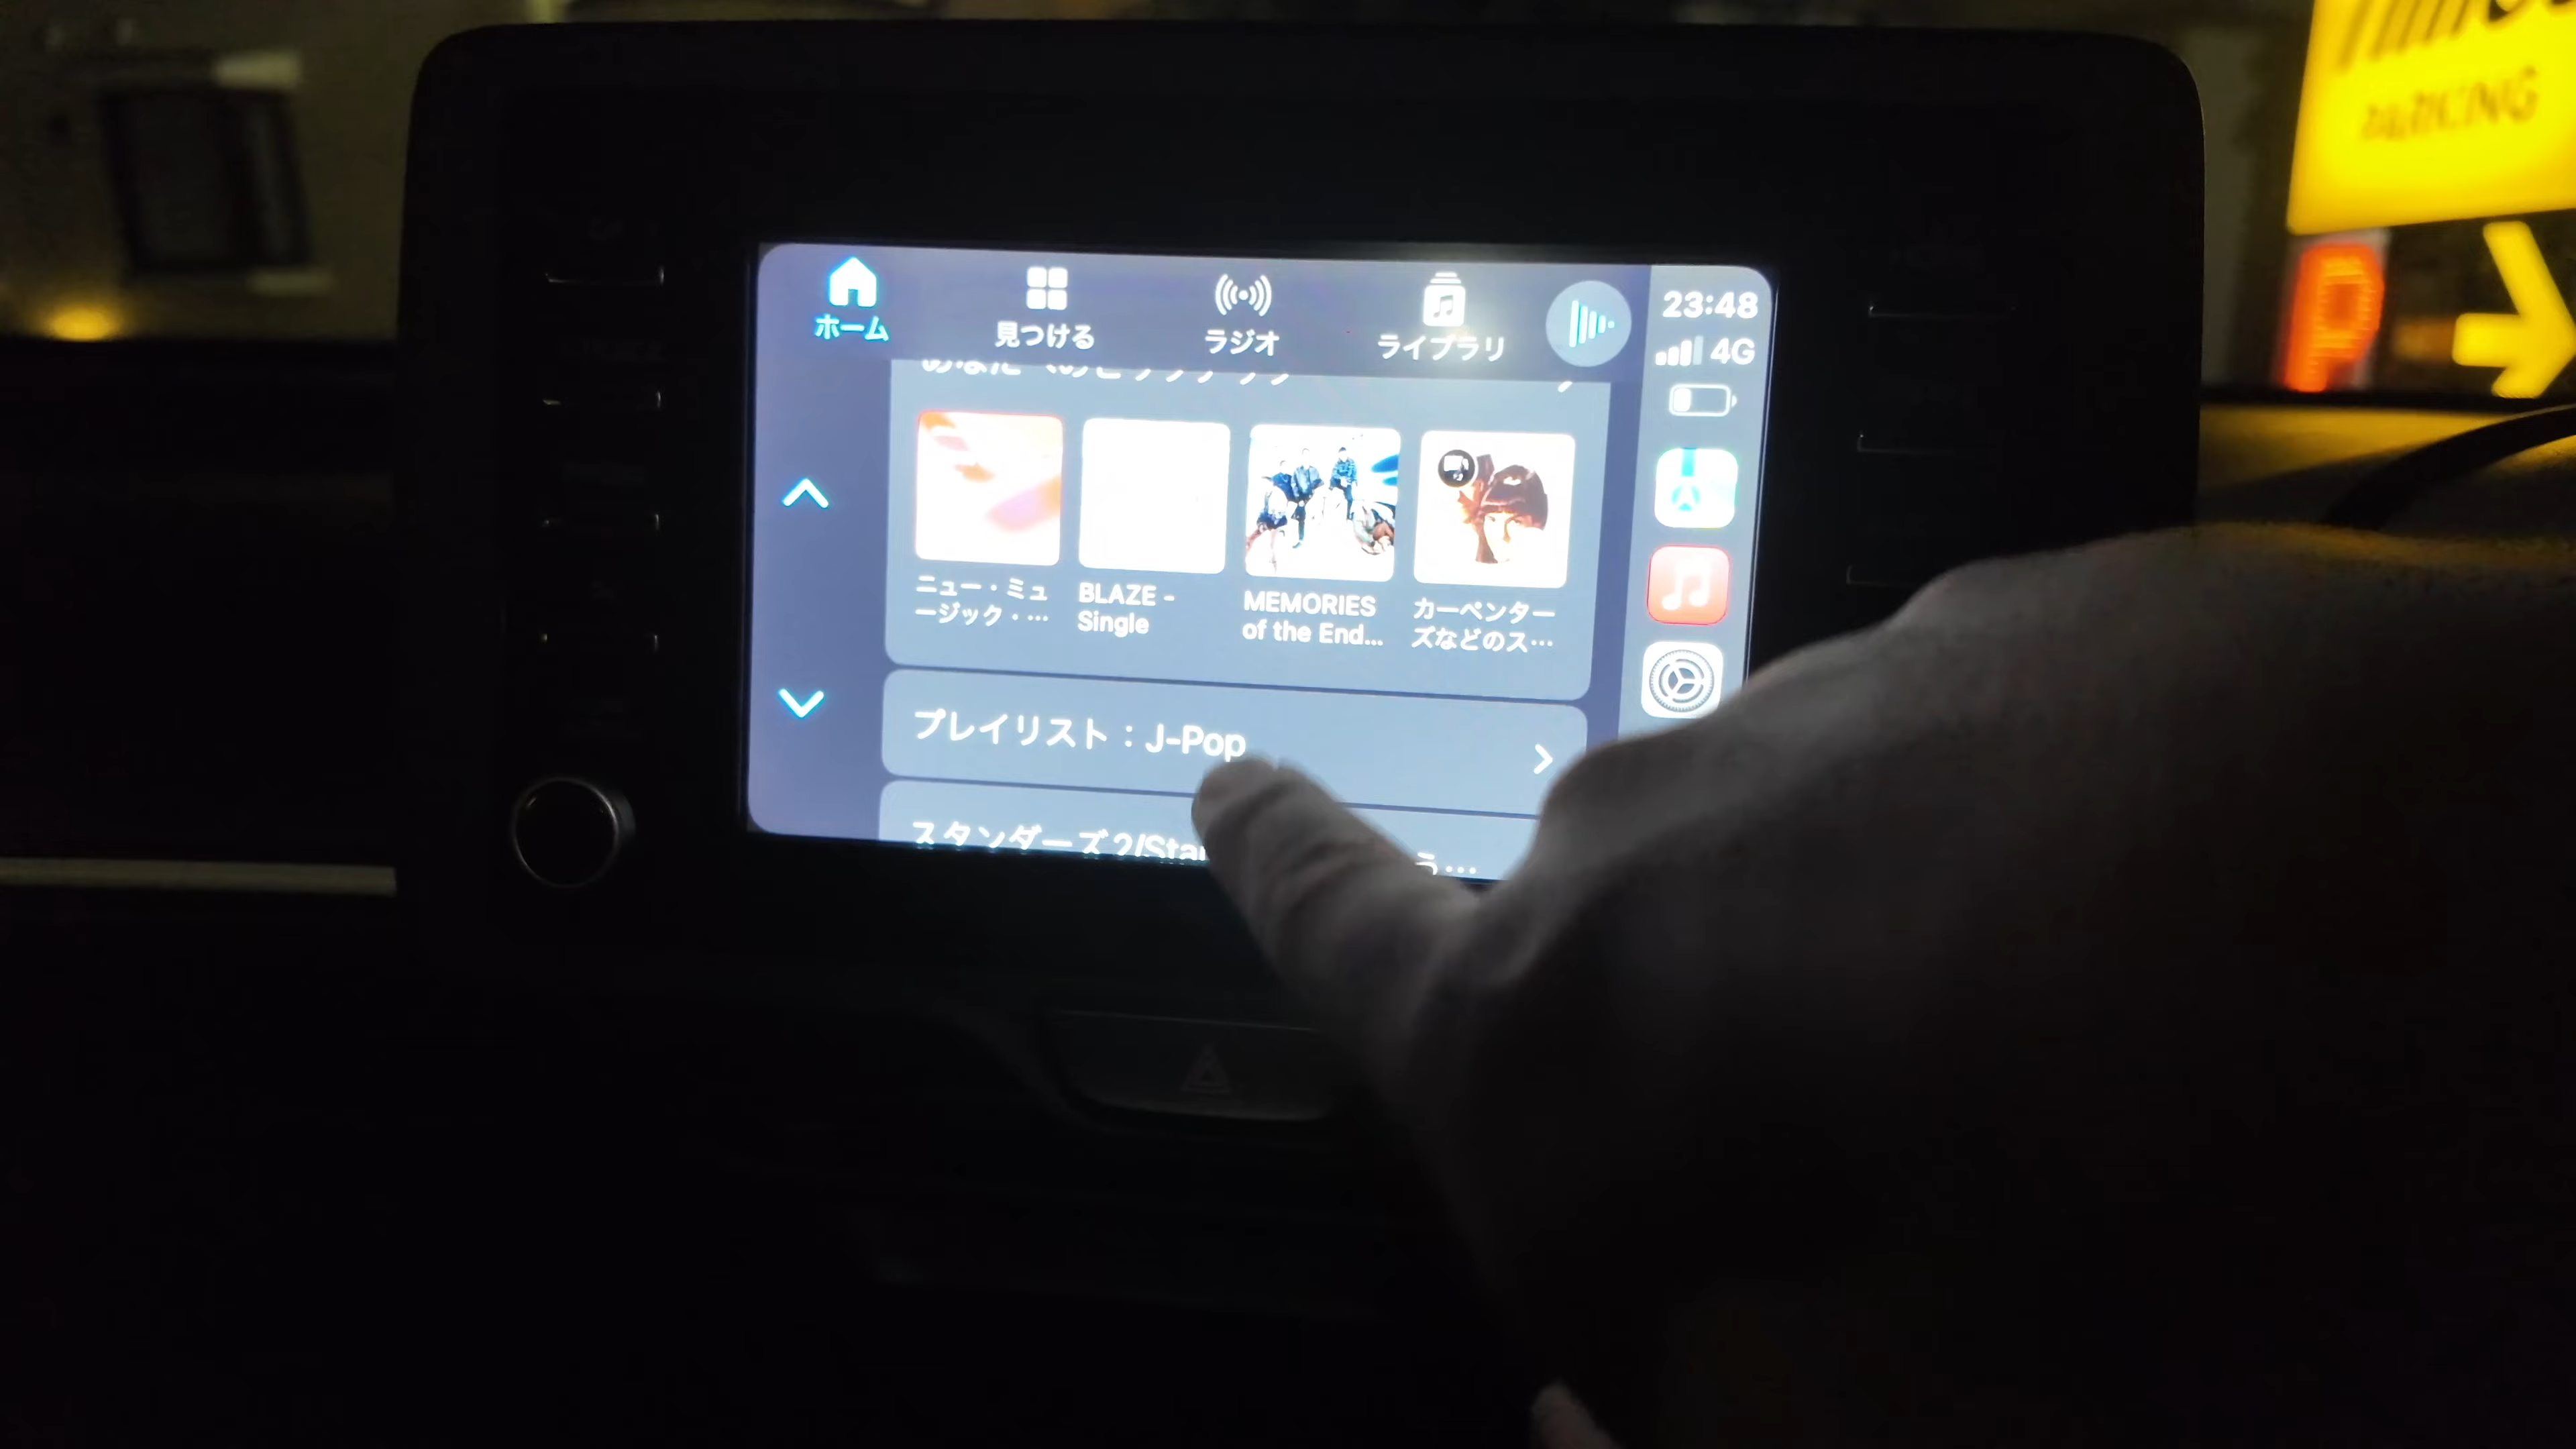 PARKING
P
ホーム
見つける
ラジオ
ライブラリ
23:48
4G
ニュー・ミュ
ージック・…
BLAZE -
Single
MEMORIES
of the End...
カーペンター
ズなどのス…
プレイリスト：J-Pop
スタンダーズ2/Sta
う…